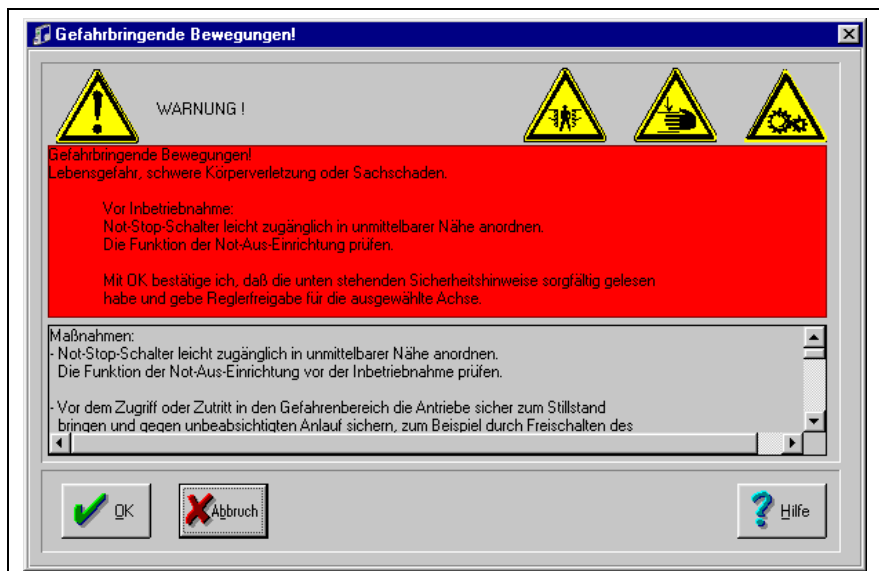 Gefahrbringende Bewegungen!
WARNUNG !
Gefahrbringende Bewegungen!
Lebensgefahr, schwere Körperverletzung oder Sachschaden.
Vor Inbetriebnahme:
Not-Stop-Schalter leicht zugänglich in unmittelbarer Nähe anordnen.
Die Funktion der Not-Aus-Einrichtung prüfen.
Mit OK bestätige ich, daß die unten stehenden Sicherheitshinweise sorgfältig gelesen
habe und gebe Reglerfreigabe für die ausgewählte Achse.
Maßnahmen:
- Not-Stop-Schalter leicht zugänglich in unmittelbarer Nähe anordnen.
Die Funktion der Not-Aus-Einrichtung vor der Inbetriebnahme prüfen.
- Vor dem Zugriff oder Zutritt in den Gefahrenbereich die Antriebe sicher zum Stillstand
bringen und gegen unbeabsichtigten Anlauf sichern, zum Beispiel durch Freischalten des
OK
Abbruch
Hilfe